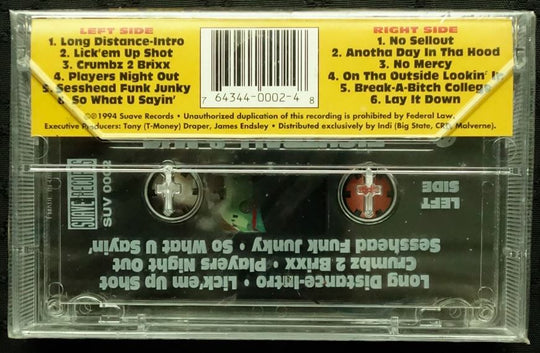 LEFT SIDE
1. Long Distance-Intro
2. Lick'em Up Shot
3. Crumbz 2 Brixx
4. Players Night Out
5. Sesshead Funk Junky
6. So What U Sayin'
7 64344-0002-4 8
RIGHT SIDE
1. No Sellout
2. Anotha Day In Tha Hood
3. No Mercy
4. On Tha Outside Lookin' In
5. Break-A-Bitch College
6. Lay It Down
℗©1994 Suave Records • Unauthorized duplication of this recording is prohibited by Federal Law.
Executive Producers: Tony (T-Money) Draper, James Endsley • Distributed exclusively by Indi (Big State, CRD, Malverne).
LEFT
SIDE
SUAVE RECORDS
SUV 0002
Long Distance-Intro • Lick'em Up Shot
Crumbz 2 Brixx • Players Night Out
Sesshead Funk Junky • So What U Sayin'